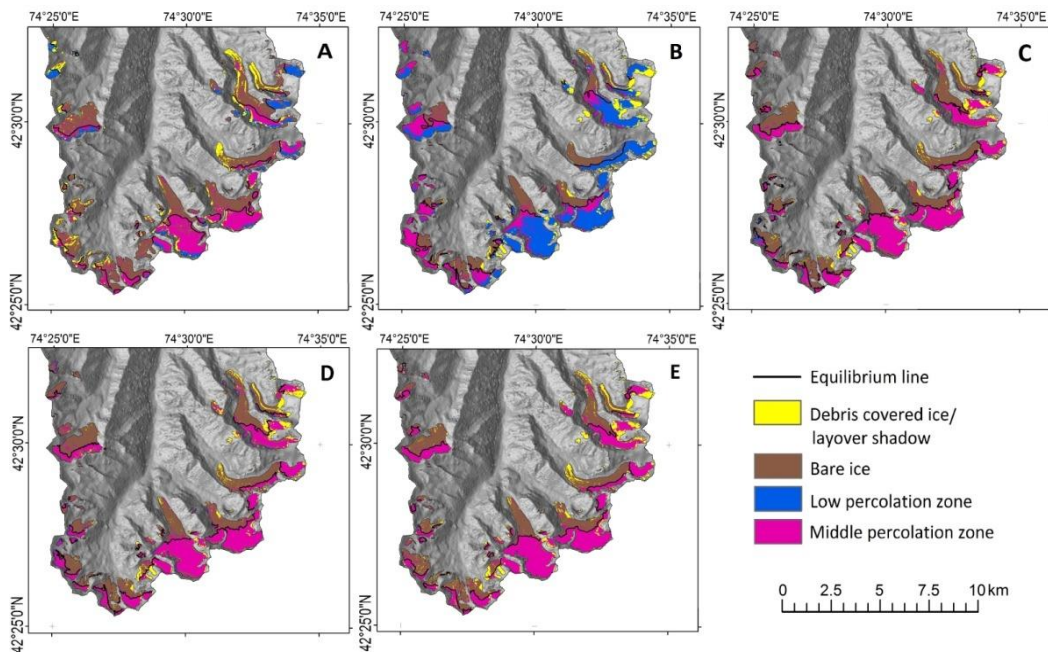 74°25'0"E 74°30'0"E 74°35'0"E
74°25'0"E 74°30'0"E 74°35'0"E
74°25'0"E 74°30'0"E 74°35'0"E
A
B
C
42°30'0"N
42°25'0"N
42°30'0"N
42°25'0"N
42°30'0"N
42°25'0"N
74°25'0"E 74°30'0"E 74°35'0"E
74°25'0"E 74°30'0"E 74°35'0"E
D
E
42°30'0"N
42°25'0"N
42°30'0"N
42°25'0"N
Equilibrium line
Debris covered ice/
layover shadow
Bare ice
Low percolation zone
Middle percolation zone
0 2.5 5 7.5 10 km